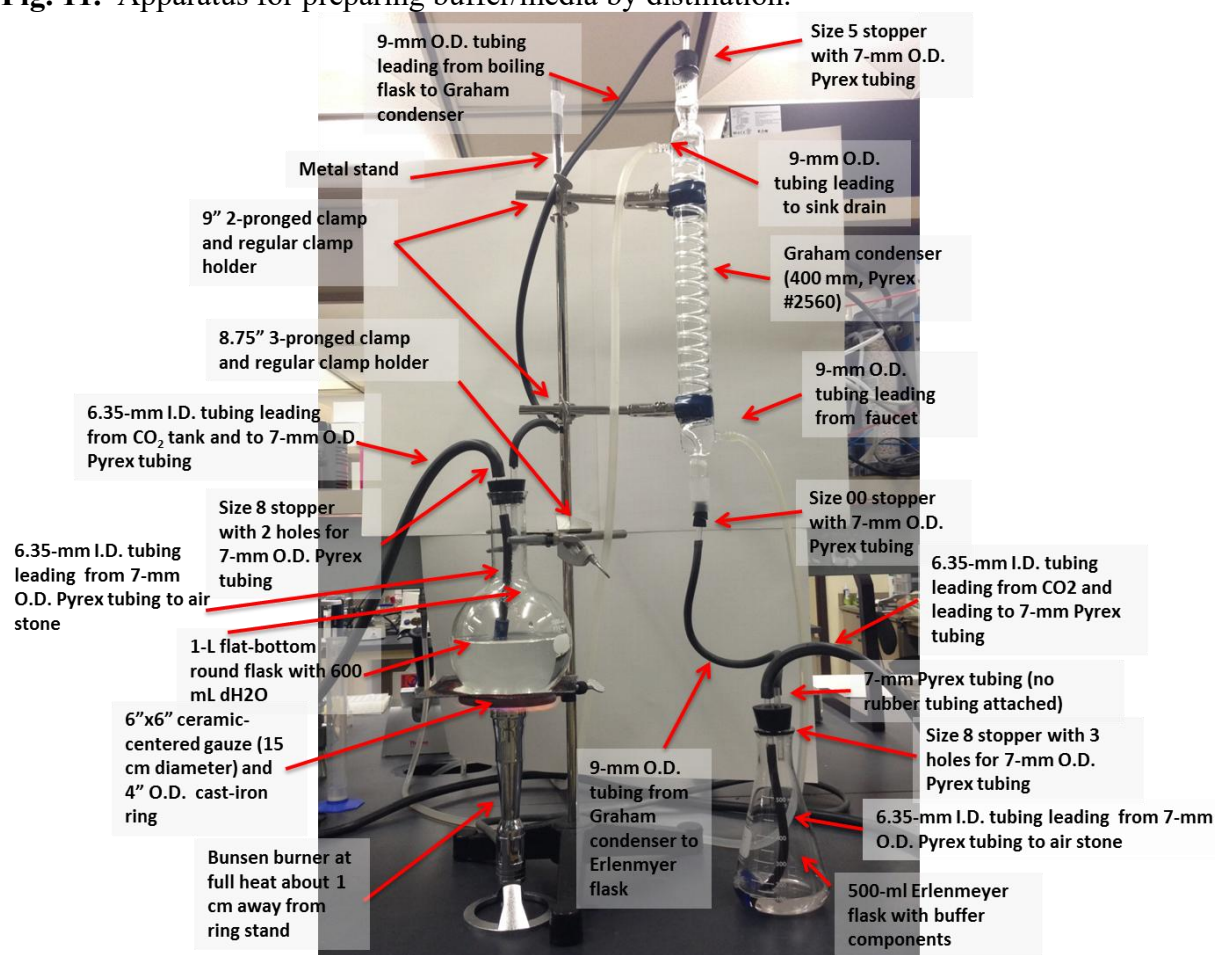 Fig. 11. Apparatus for preparing buffer/media by distillation.
9-mm O.D. tubing
leading from boiling
flask to Graham
condenser
Size 5 stopper
with 7-mm O.D.
Pyrex tubing
Metal stand
9-mm O.D.
tubing leading
to sink drain
9” 2-pronged clamp
and regular clamp
holder
Graham condenser
(400 mm, Pyrex
#2560)
8.75” 3-pronged clamp
and regular clamp holder
9-mm O.D.
tubing leading
from faucet
6.35-mm I.D. tubing leading
from CO2 tank and to 7-mm O.D.
Pyrex tubing
Size 8 stopper
with 2 holes for
7-mm O.D. Pyrex
tubing
Size 00 stopper
with 7-mm O.D.
Pyrex tubing
6.35-mm I.D. tubing
leading from 7-mm
O.D. Pyrex tubing to air
stone
6.35-mm I.D. tubing
leading from CO2 and
leading to 7-mm Pyrex
tubing
1-L flat-bottom
round flask with 600
mL dH2O
7-mm Pyrex tubing (no
rubber tubing attached)
6”x6” ceramic-
centered gauze (15
cm diameter) and
4” O.D. cast-iron
ring
Size 8 stopper with 3
holes for 7-mm O.D.
Pyrex tubing
9-mm O.D.
tubing from
Graham
condenser to
Erlenmyer
flask
6.35-mm I.D. tubing leading from 7-mm
O.D. Pyrex tubing to air stone
Bunsen burner at
full heat about 1
cm away from
ring stand
500-ml Erlenmeyer
flask with buffer
components